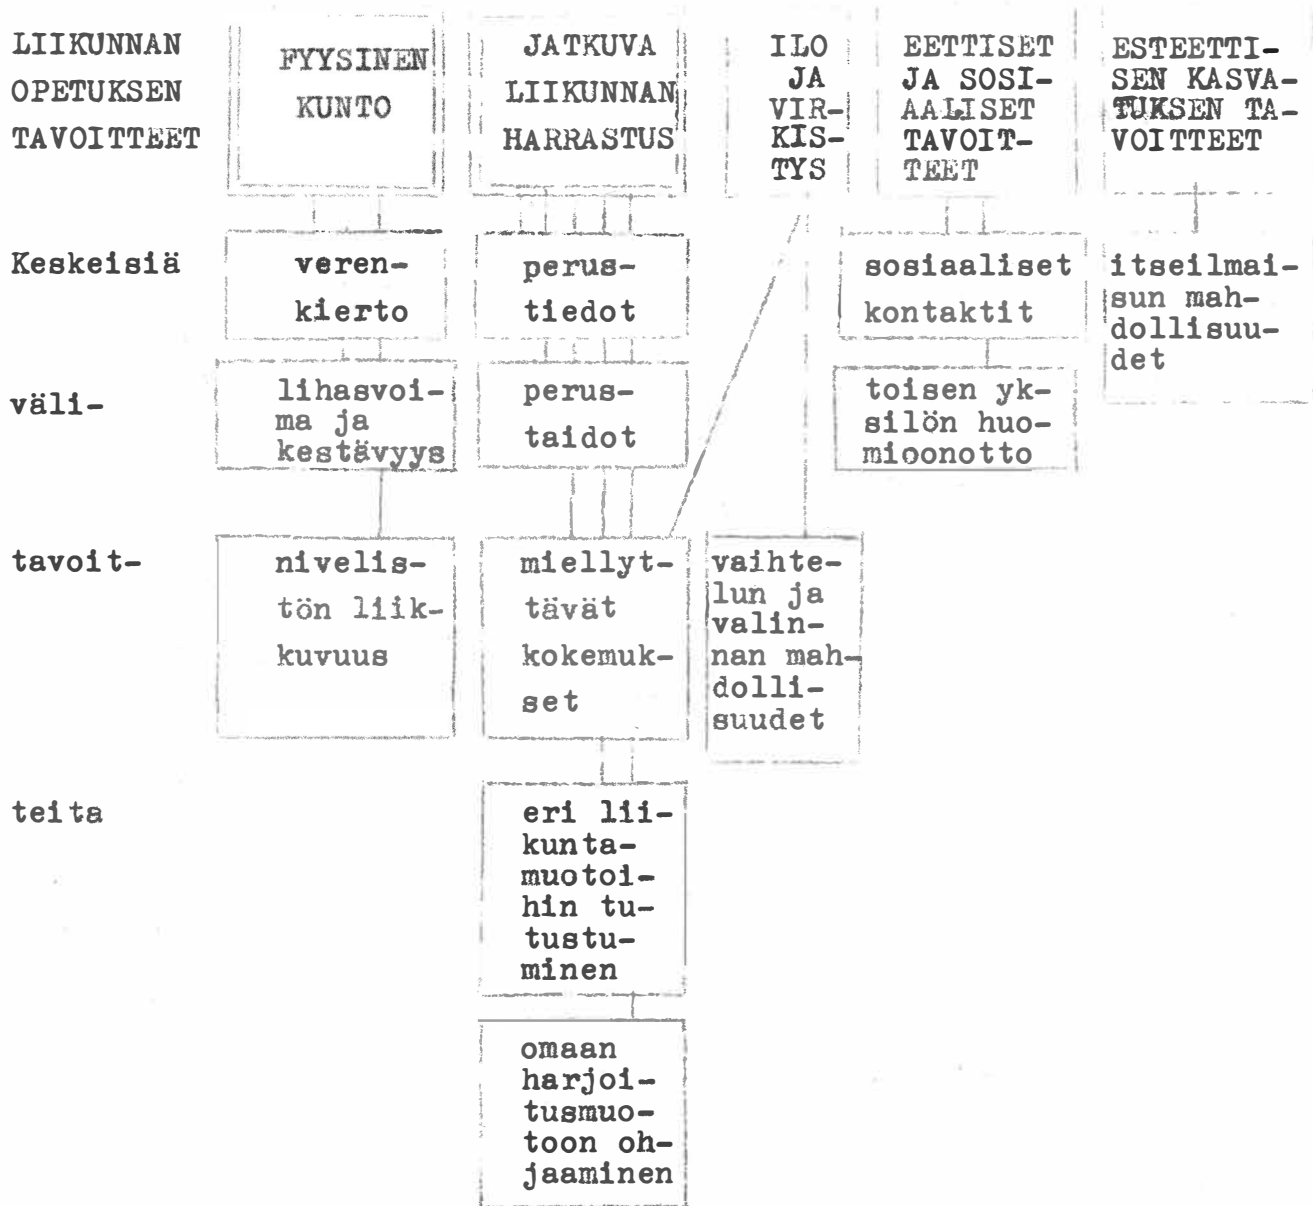 LIIKUNNAN
OPETUKSEN
TAVOITTEET
FYYSINEN
KUNTO
JATKUVA
LIIKUNNAN
HARRASTUS
ILO
JA
VIR-
KIS-
TYS
EETTISET
JA SOSI-
AALISET
TAVOIT-
TEET
ESTEETTI-
SEN KASVA-
TUKSEN TA-
VOITTEET
Keskeisiä
väli-
tavoit-
teita
veren-
kierto
lihasvoi-
ma ja
kestävyys
nivelis-
tön liik-
kuvuus
perus-
tiedot
perus-
taidot
miellyt-
tävät
kokemuk-
set
eri lii-
kunta-
muotoi-
hin tu-
tustu-
minen
omaan
harjoi-
tusmuo-
toon oh-
jaaminen
vaihte-
lun ja
valin-
nan mah-
dolli-
suudet
sosiaaliset
kontaktit
toisen yk-
silön huo-
mioonotto
itseilmai-
sun mah-
dollisuu-
det